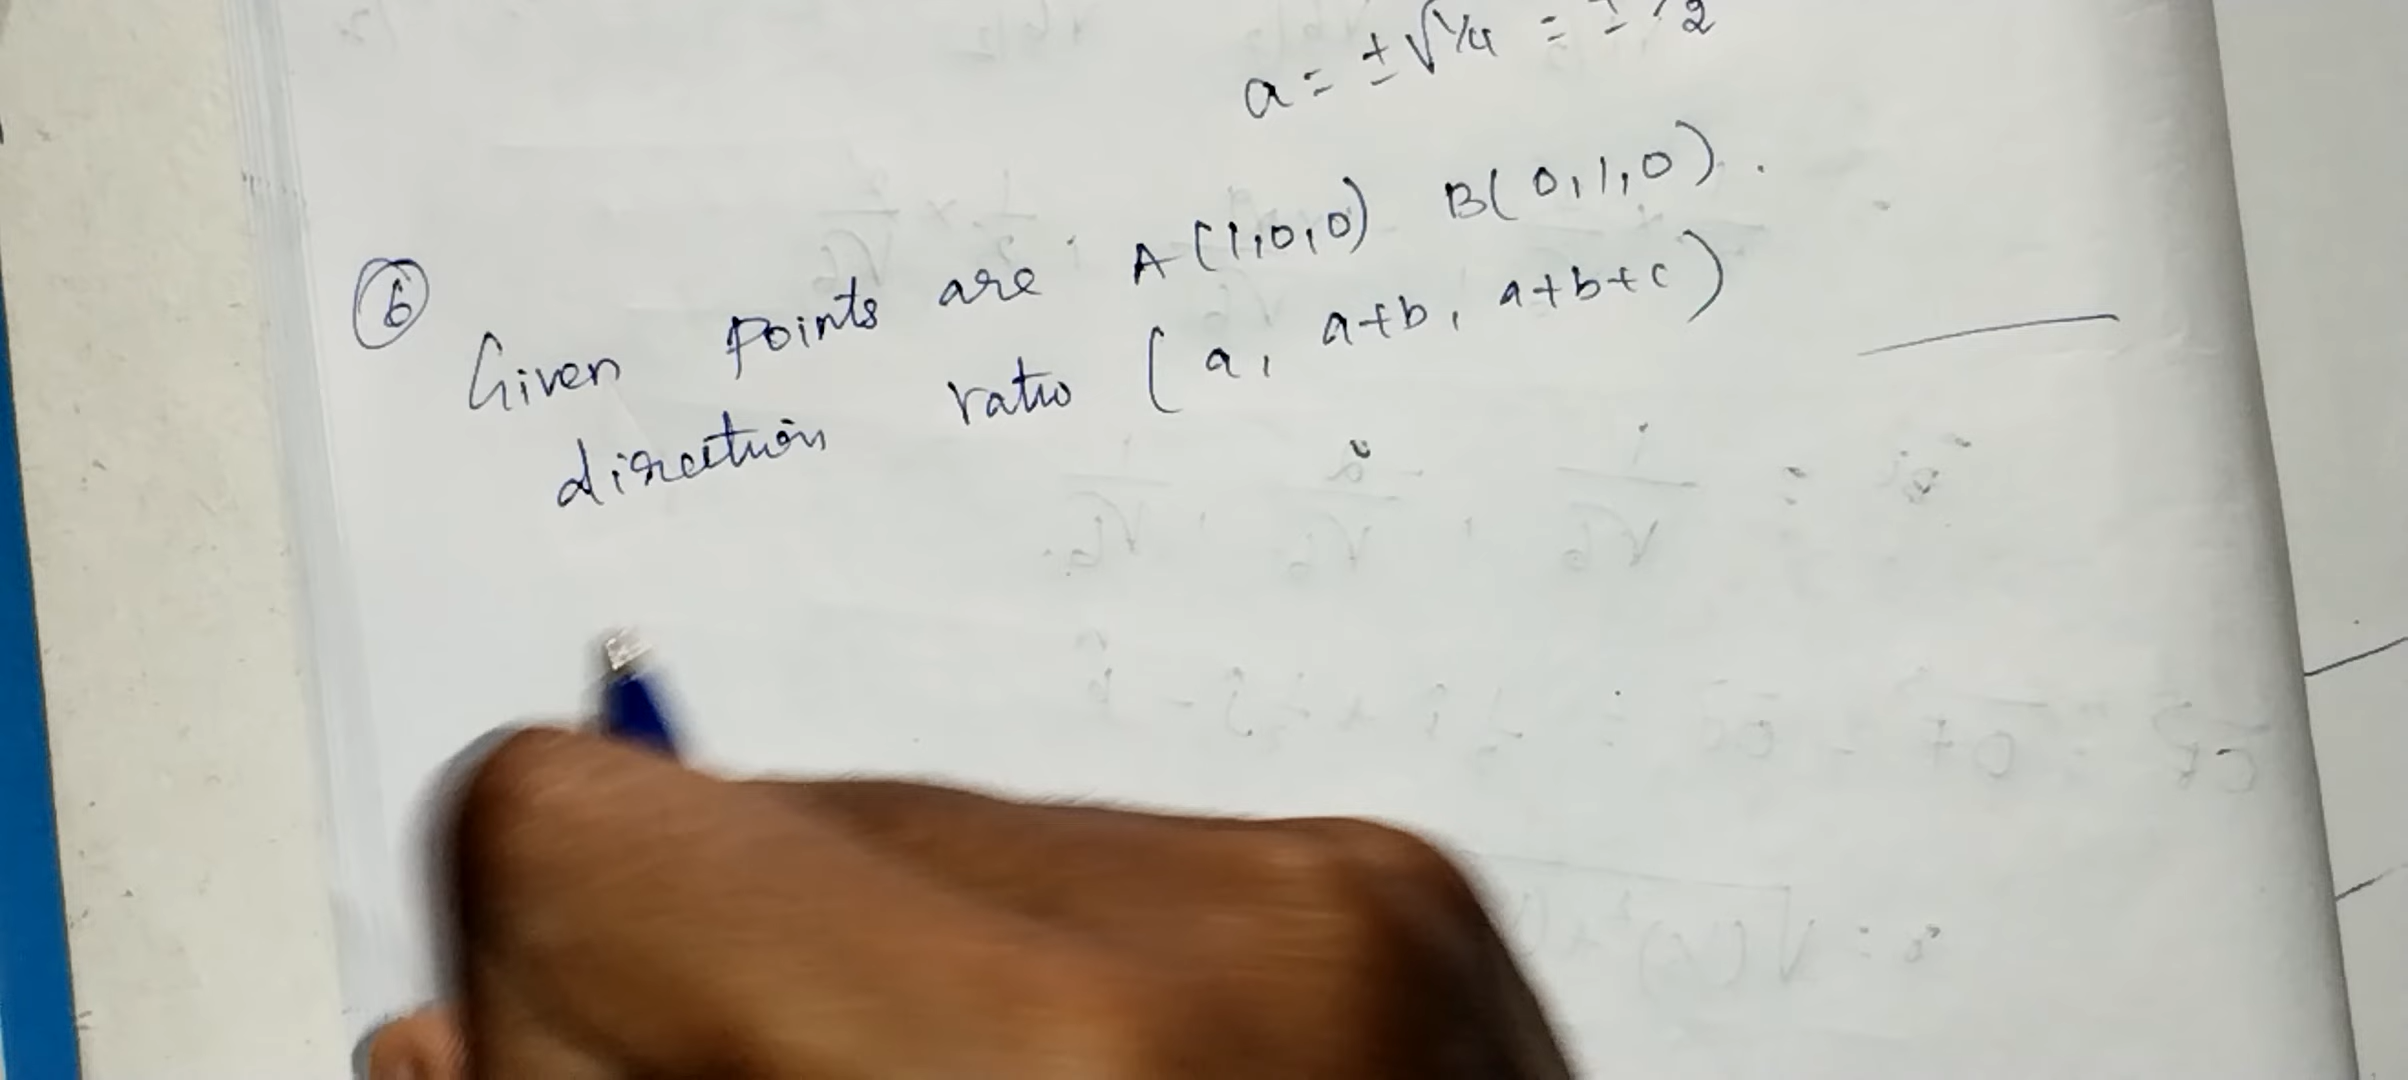 a = ±√1/4 = ± 1/2
6 Given points are A(1,0,0) B(0,1,0).
direction ratio (a, a+b, a+b+c)